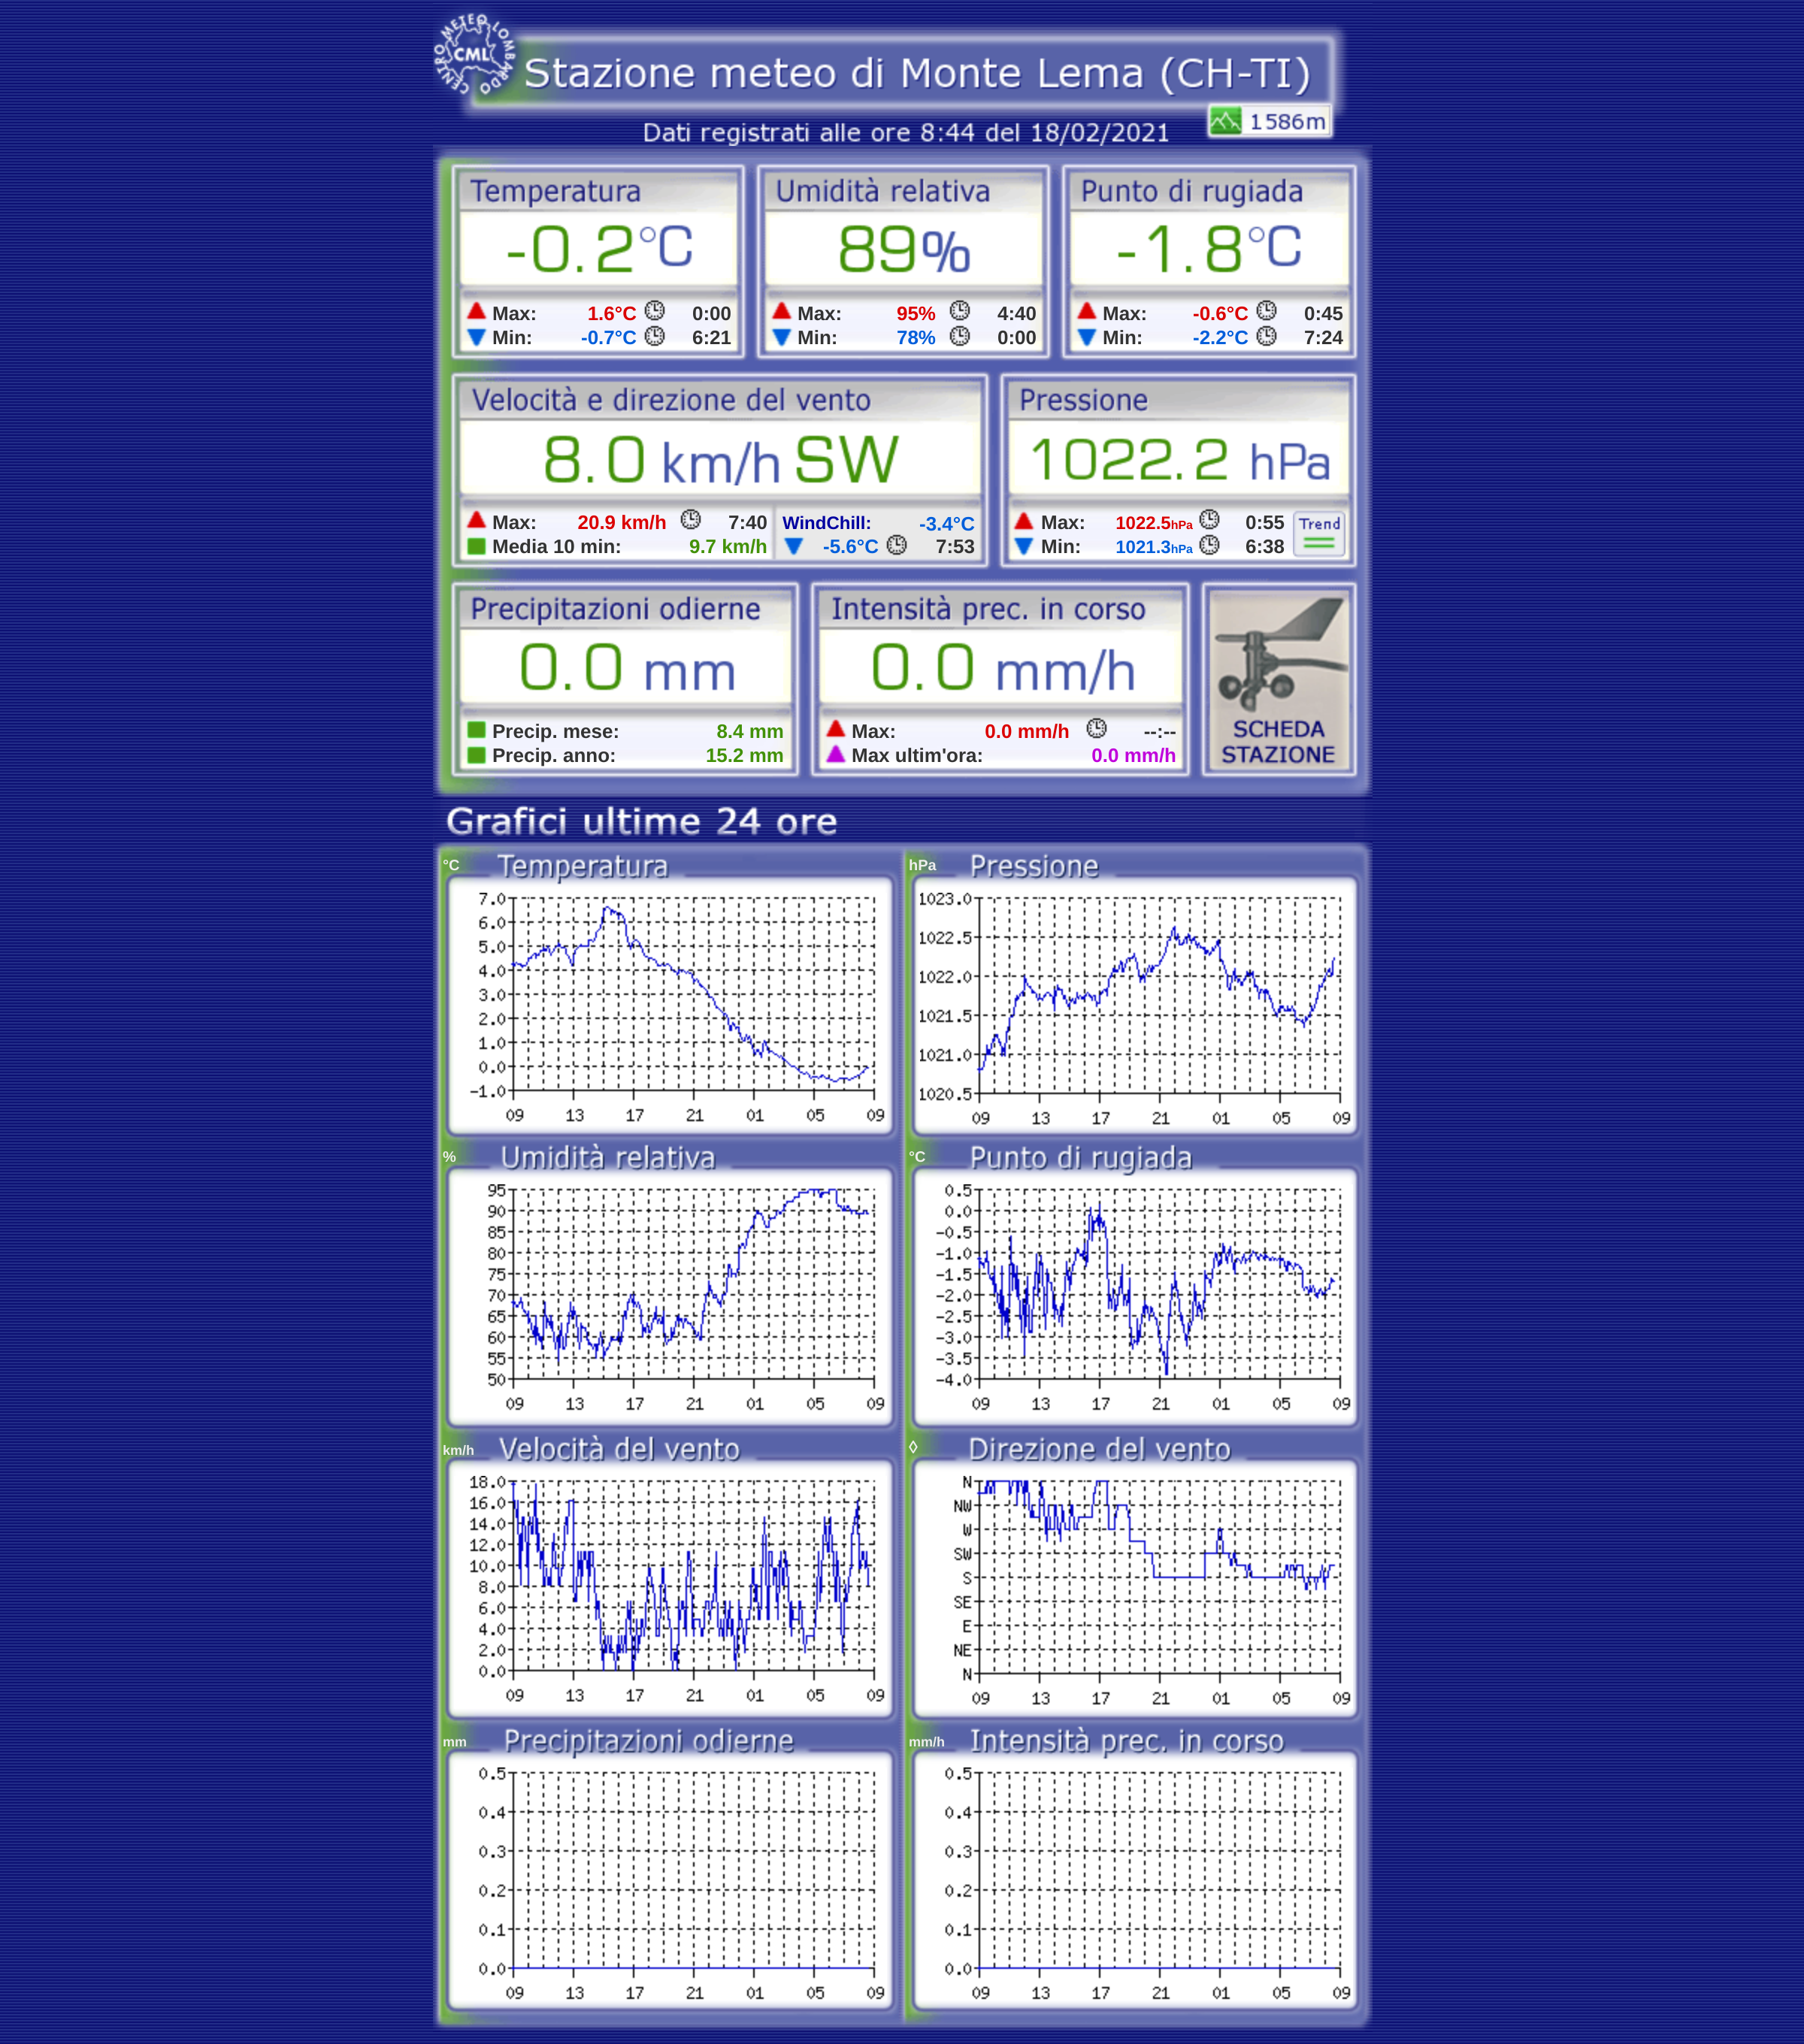 CENTRO METEO LOMBARDO
CML
Stazione meteo di Monte Lema (CH-TI)
1586m
Dati registrati alle ore 8:44 del 18/02/2021
Temperatura Umidità relativa Punto di rugiada
-0.2°C 89% -1.8°C
Max: 1.6°C 0:00 Max: 95% 4:40 Max: -0.6°C 0:45
Min: -0.7°C 6:21 Min: 78% 0:00 Min: -2.2°C 7:24
Velocità e direzione del vento Pressione
8.0 km/h SW 1022.2 hPa
Max: 20.9 km/h 7:40 WindChill: -3.4°C Max: 1022.5hPa 0:55 Trend
Media 10 min: 9.7 km/h -5.6°C 7:53 Min: 1021.3hPa 6:38
Precipitazioni odierne Intensità prec. in corso
0.0 mm 0.0 mm/h
Precip. mese: 8.4 mm Max: 0.0 mm/h --:-- SCHEDA
Precip. anno: 15.2 mm Max ultim'ora: 0.0 mm/h STAZIONE
Grafici ultime 24 ore
°C Temperatura
7.0
6.0
5.0
4.0
3.0
2.0
1.0
0.0
-1.0
09 13 17 21 01 05 09
hPa Pressione
1023.0
1022.5
1022.0
1021.5
1021.0
1020.5
09 13 17 21 01 05 09
% Umidità relativa
95
90
85
80
75
70
65
60
55
50
09 13 17 21 01 05 09
°C Punto di rugiada
0.5
0.0
-0.5
-1.0
-1.5
-2.0
-2.5
-3.0
-3.5
-4.0
09 13 17 21 01 05 09
km/h Velocità del vento
18.0
16.0
14.0
12.0
10.0
8.0
6.0
4.0
2.0
0.0
09 13 17 21 01 05 09
◊ Direzione del vento
N
NW
W
SW
S
SE
E
NE
N
09 13 17 21 01 05 09
mm Precipitazioni odierne
0.5
0.4
0.3
0.2
0.1
0.0
09 13 17 21 01 05 09
mm/h Intensità prec. in corso
0.5
0.4
0.3
0.2
0.1
0.0
09 13 17 21 01 05 09